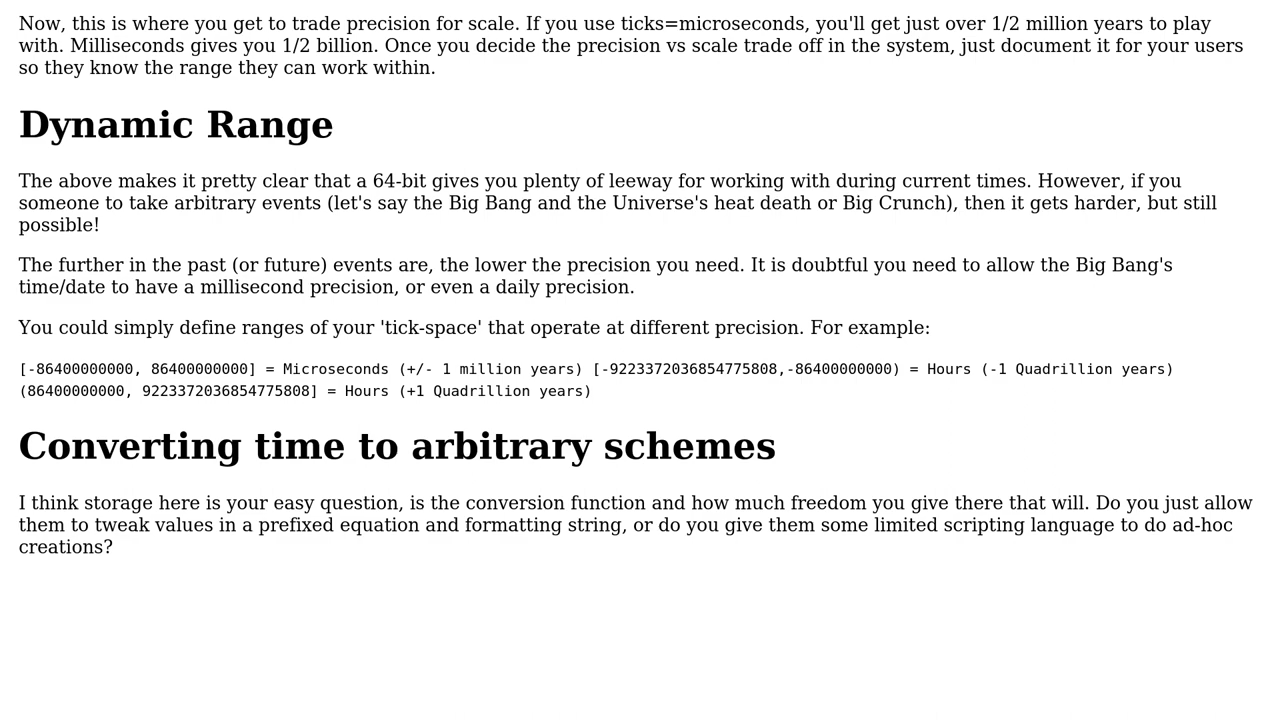 Now, this is where you get to trade precision for scale. If you use ticks=microseconds, you'll get just over 1/2 million years to play
with. Milliseconds gives you 1/2 billion. Once you decide the precision vs scale trade off in the system, just document it for your users
so they know the range they can work within.
Dynamic Range
The above makes it pretty clear that a 64-bit gives you plenty of leeway for working with during current times. However, if you
someone to take arbitrary events (let's say the Big Bang and the Universe's heat death or Big Crunch), then it gets harder, but still
possible!
The further in the past (or future) events are, the lower the precision you need. It is doubtful you need to allow the Big Bang's
time/date to have a millisecond precision, or even a daily precision.
You could simply define ranges of your 'tick-space' that operate at different precision. For example:
[-86400000000, 86400000000] = Microseconds (+/- 1 million years) [-9223372036854775808,-86400000000) = Hours (-1 Quadrillion years)
(86400000000, 9223372036854775808] = Hours (+1 Quadrillion years)
Converting time to arbitrary schemes
I think storage here is your easy question, is the conversion function and how much freedom you give there that will. Do you just allow
them to tweak values in a prefixed equation and formatting string, or do you give them some limited scripting language to do ad-hoc
creations?